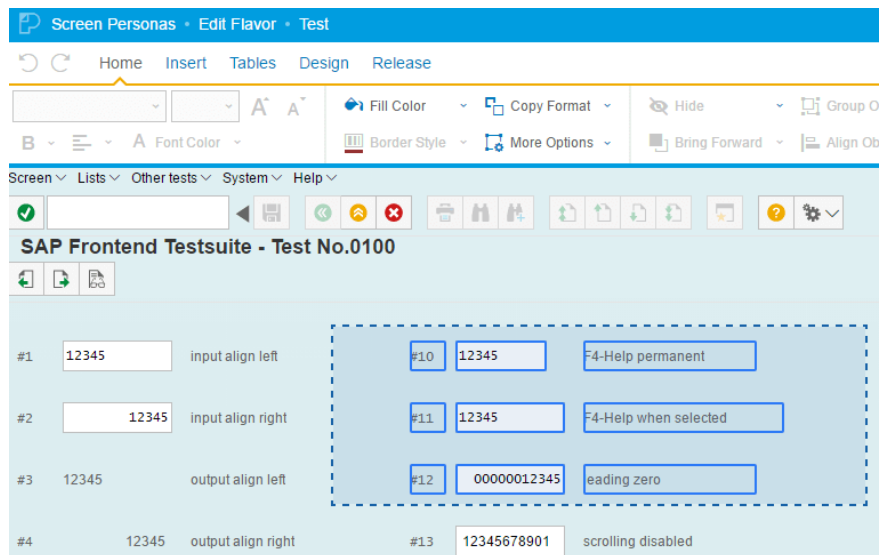 Screen Personas • Edit Flavor • Test
Home Insert Tables Design Release
Fill Color Copy Format Hide Group O
B A Font Color Border Style More Options Bring Forward Align Ob
Screen Lists Other tests System Help
SAP Frontend Testsuite - Test No.0100
#1 12345 input align left #10 12345 F4-Help permanent
#2 12345 input align right #11 12345 F4-Help when selected
#3 12345 output align left #12 00000012345 eading zero
#4 12345 output align right #13 12345678901 scrolling disabled